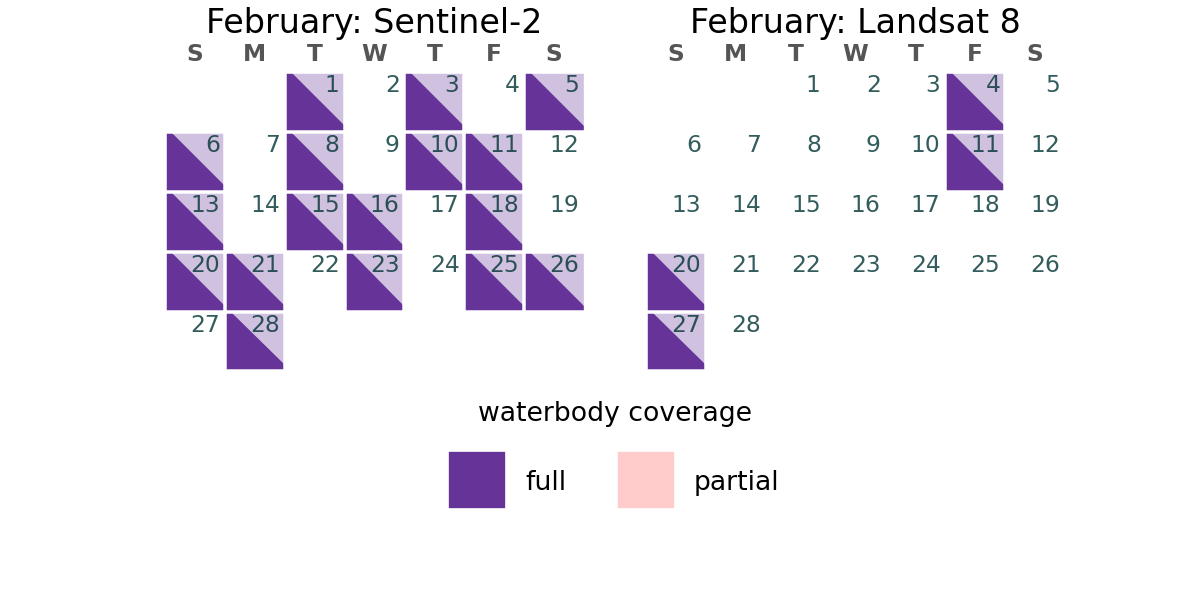 February: Sentinel-2
S M T W T F S
1 2 3 4 5
6 7 8 9 10 11 12
13 14 15 16 17 18 19
20 21 22 23 24 25 26
27 28
February: Landsat 8
S M T W T F S
1 2 3 4 5
6 7 8 9 10 11 12
13 14 15 16 17 18 19
20 21 22 23 24 25 26
27 28
waterbody coverage
full
partial